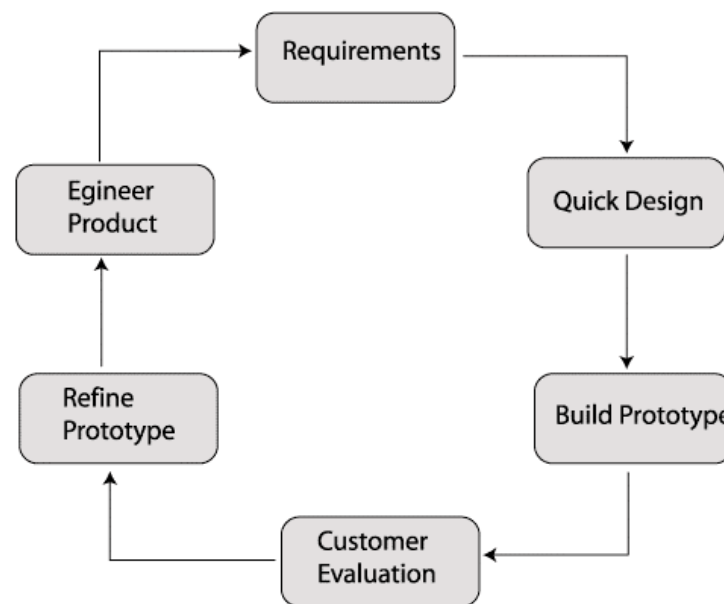 Requirements
Quick Design
Build Prototype
Customer
Evaluation
Refine
Prototype
Egineer
Product